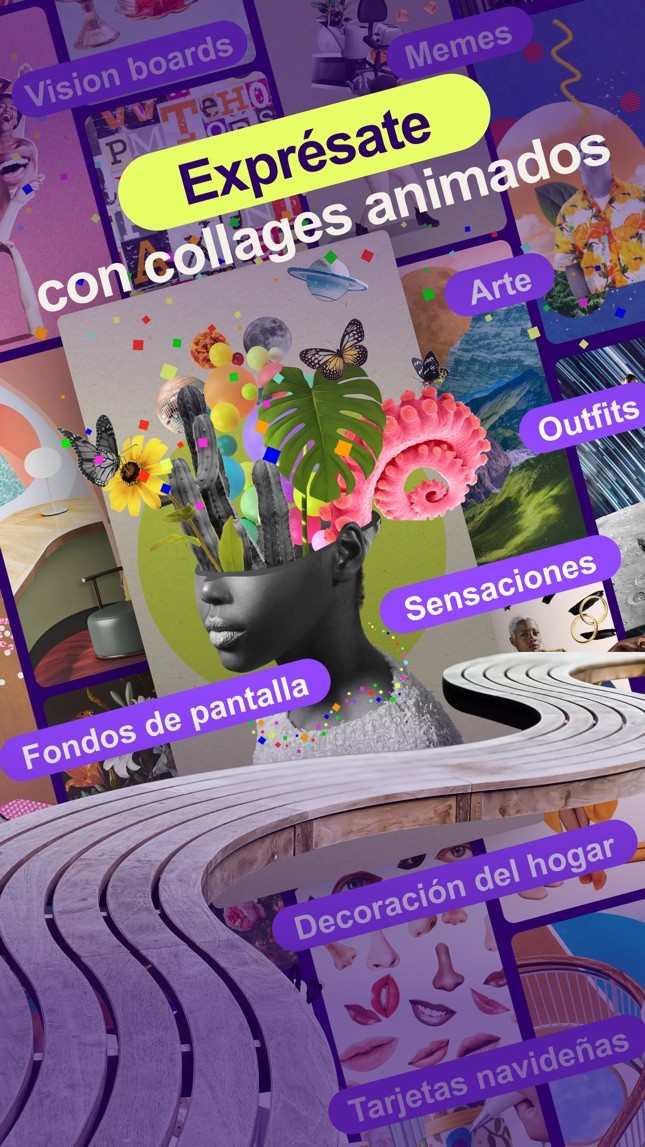 Vision boards
Memes
Exprésate
con collages animados
Arte
Outfits
Sensaciones
Fondos de pantalla
Decoración del hogar
Tarjetas navideñas